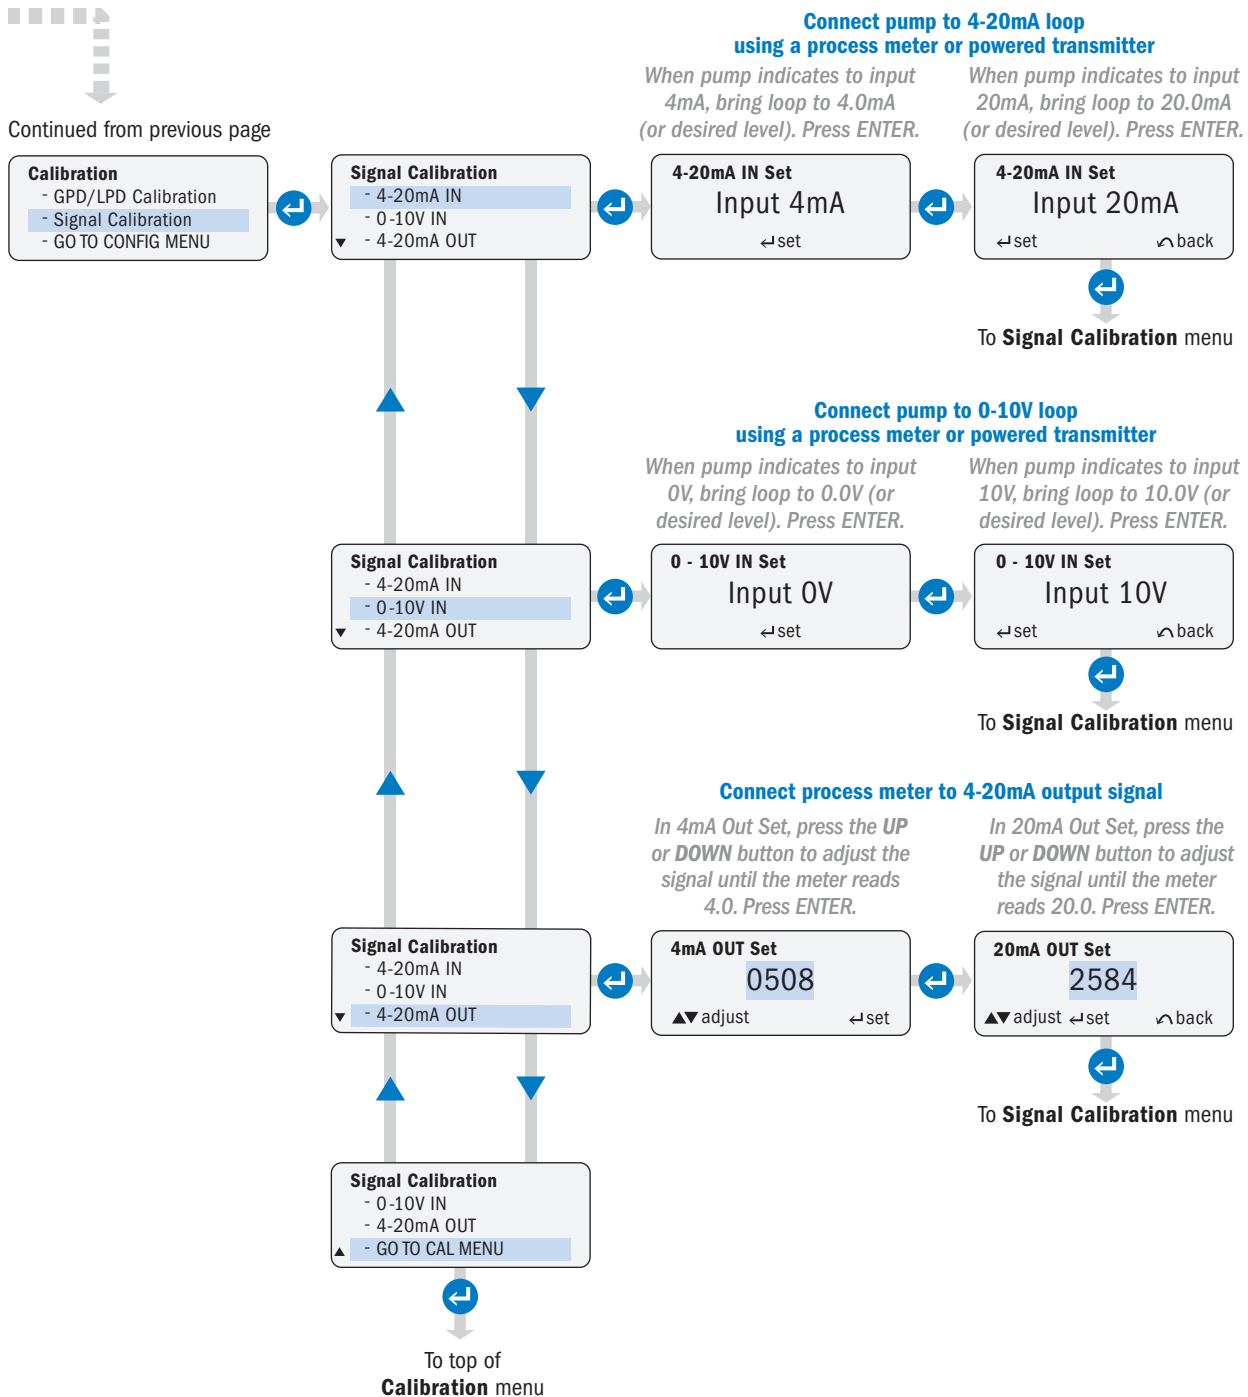 Connect pump to 4-20mA loop
using a process meter or powered transmitter
When pump indicates to input
4mA, bring loop to 4.0mA
(or desired level). Press ENTER.
When pump indicates to input
20mA, bring loop to 20.0mA
(or desired level). Press ENTER.
Continued from previous page
Calibration
- GPD/LPD Calibration
- Signal Calibration
- GO TO CONFIG MENU
Signal Calibration
- 4-20mA IN
- 0-10V IN
▼ - 4-20mA OUT
4-20mA IN Set
Input 4mA
↵ set
4-20mA IN Set
Input 20mA
↵ set ↶ back
To Signal Calibration menu
Connect pump to 0-10V loop
using a process meter or powered transmitter
When pump indicates to input
0V, bring loop to 0.0V (or
desired level). Press ENTER.
When pump indicates to input
10V, bring loop to 10.0V (or
desired level). Press ENTER.
Signal Calibration
- 4-20mA IN
- 0-10V IN
▼ - 4-20mA OUT
0 - 10V IN Set
Input 0V
↵ set
0 - 10V IN Set
Input 10V
↵ set ↶ back
To Signal Calibration menu
Connect process meter to 4-20mA output signal
In 4mA Out Set, press the UP
or DOWN button to adjust the
signal until the meter reads
4.0. Press ENTER.
In 20mA Out Set, press the
UP or DOWN button to adjust
the signal until the meter
reads 20.0. Press ENTER.
Signal Calibration
- 4-20mA IN
- 0-10V IN
▼ - 4-20mA OUT
4mA OUT Set
0508
▲▼ adjust ↵ set
20mA OUT Set
2584
▲▼ adjust ↵ set ↶ back
To Signal Calibration menu
Signal Calibration
- 0-10V IN
- 4-20mA OUT
▲ - GO TO CAL MENU
To top of
Calibration menu